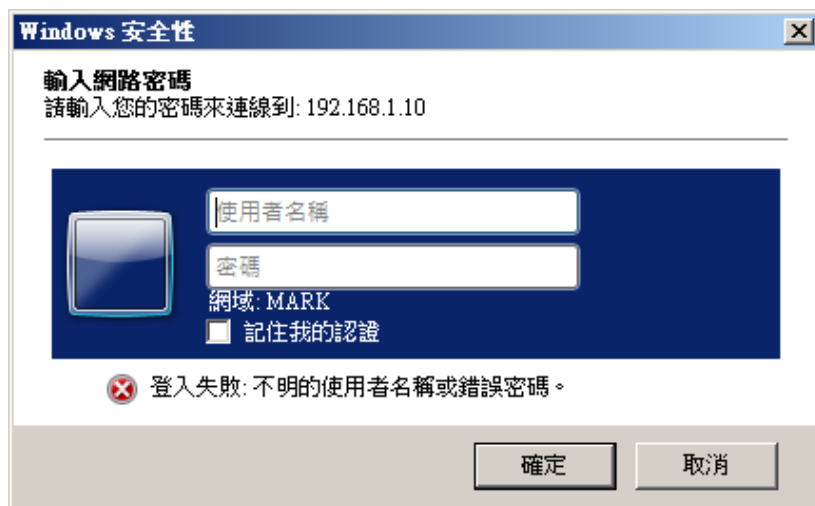 Windows 安全性
輸入網路密碼
請輸入您的密碼來連線到: 192.168.1.10
使用者名稱
密碼
網域: MARK
記住我的認證
登入失敗: 不明的使用者名稱或錯誤密碼。
確定 取消